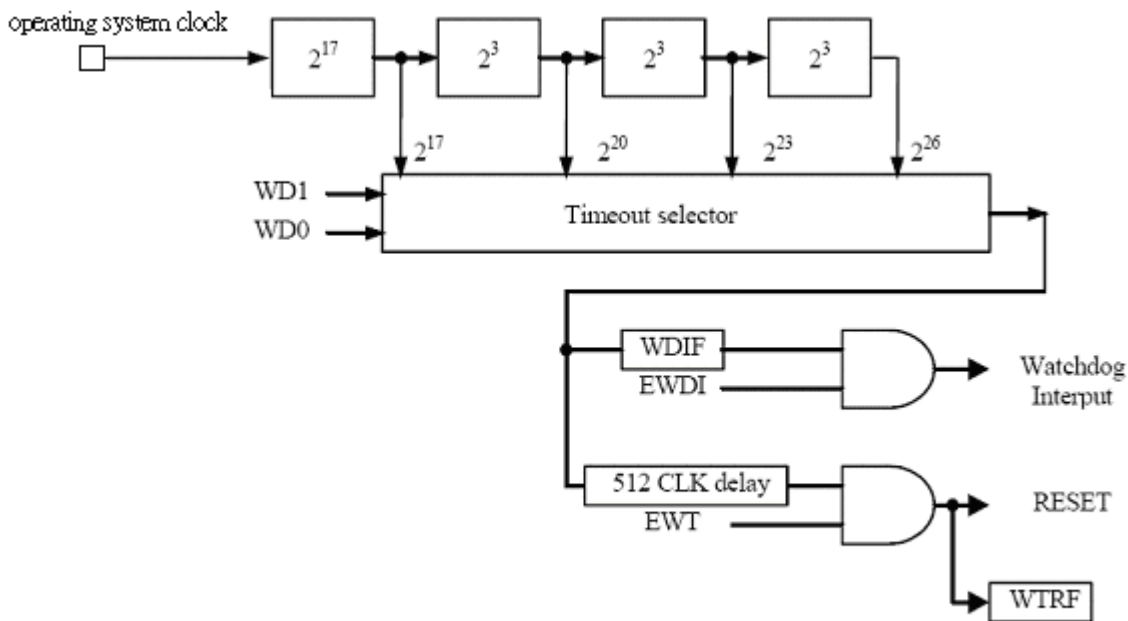 operating system clock
2^17 2^3 2^3 2^3
2^17 2^20 2^23 2^26
WD1
Timeout selector
WD0
WDIF
EWDI
Watchdog
Interput
512 CLK delay
EWT
RESET
WTRF